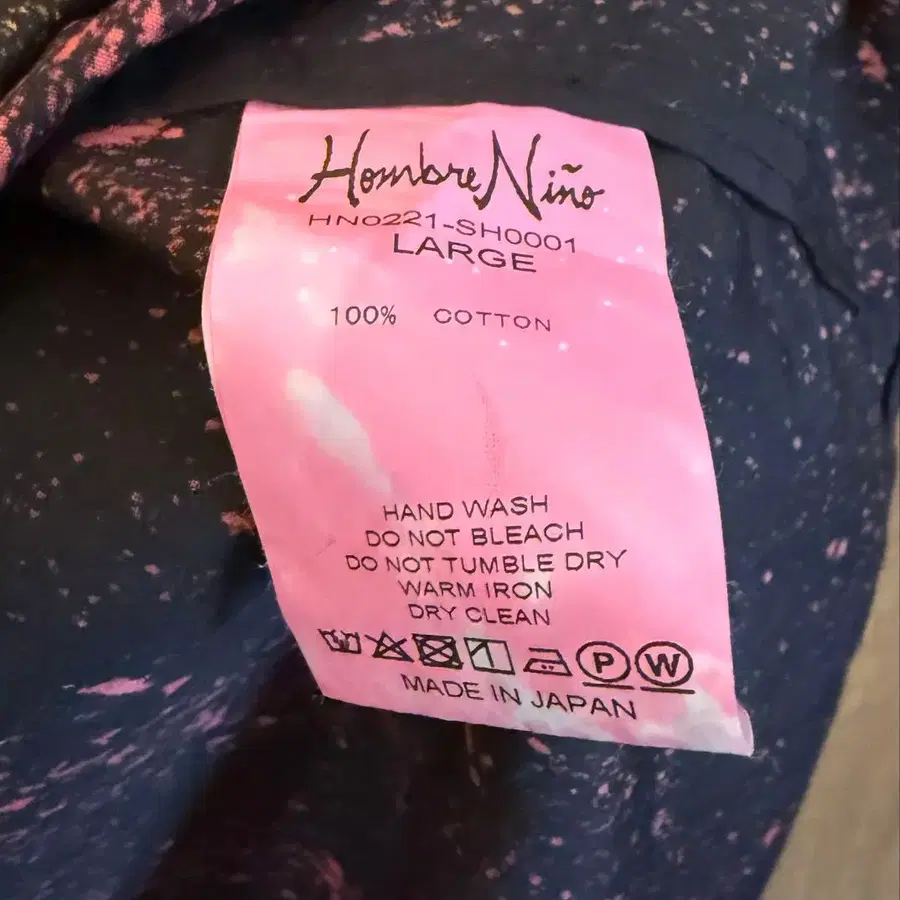 Hombre Niño
HN0221-SH0001
LARGE
100% COTTON
HAND WASH
DO NOT BLEACH
DO NOT TUMBLE DRY
WARM IRON
DRY CLEAN
P W
MADE IN JAPAN